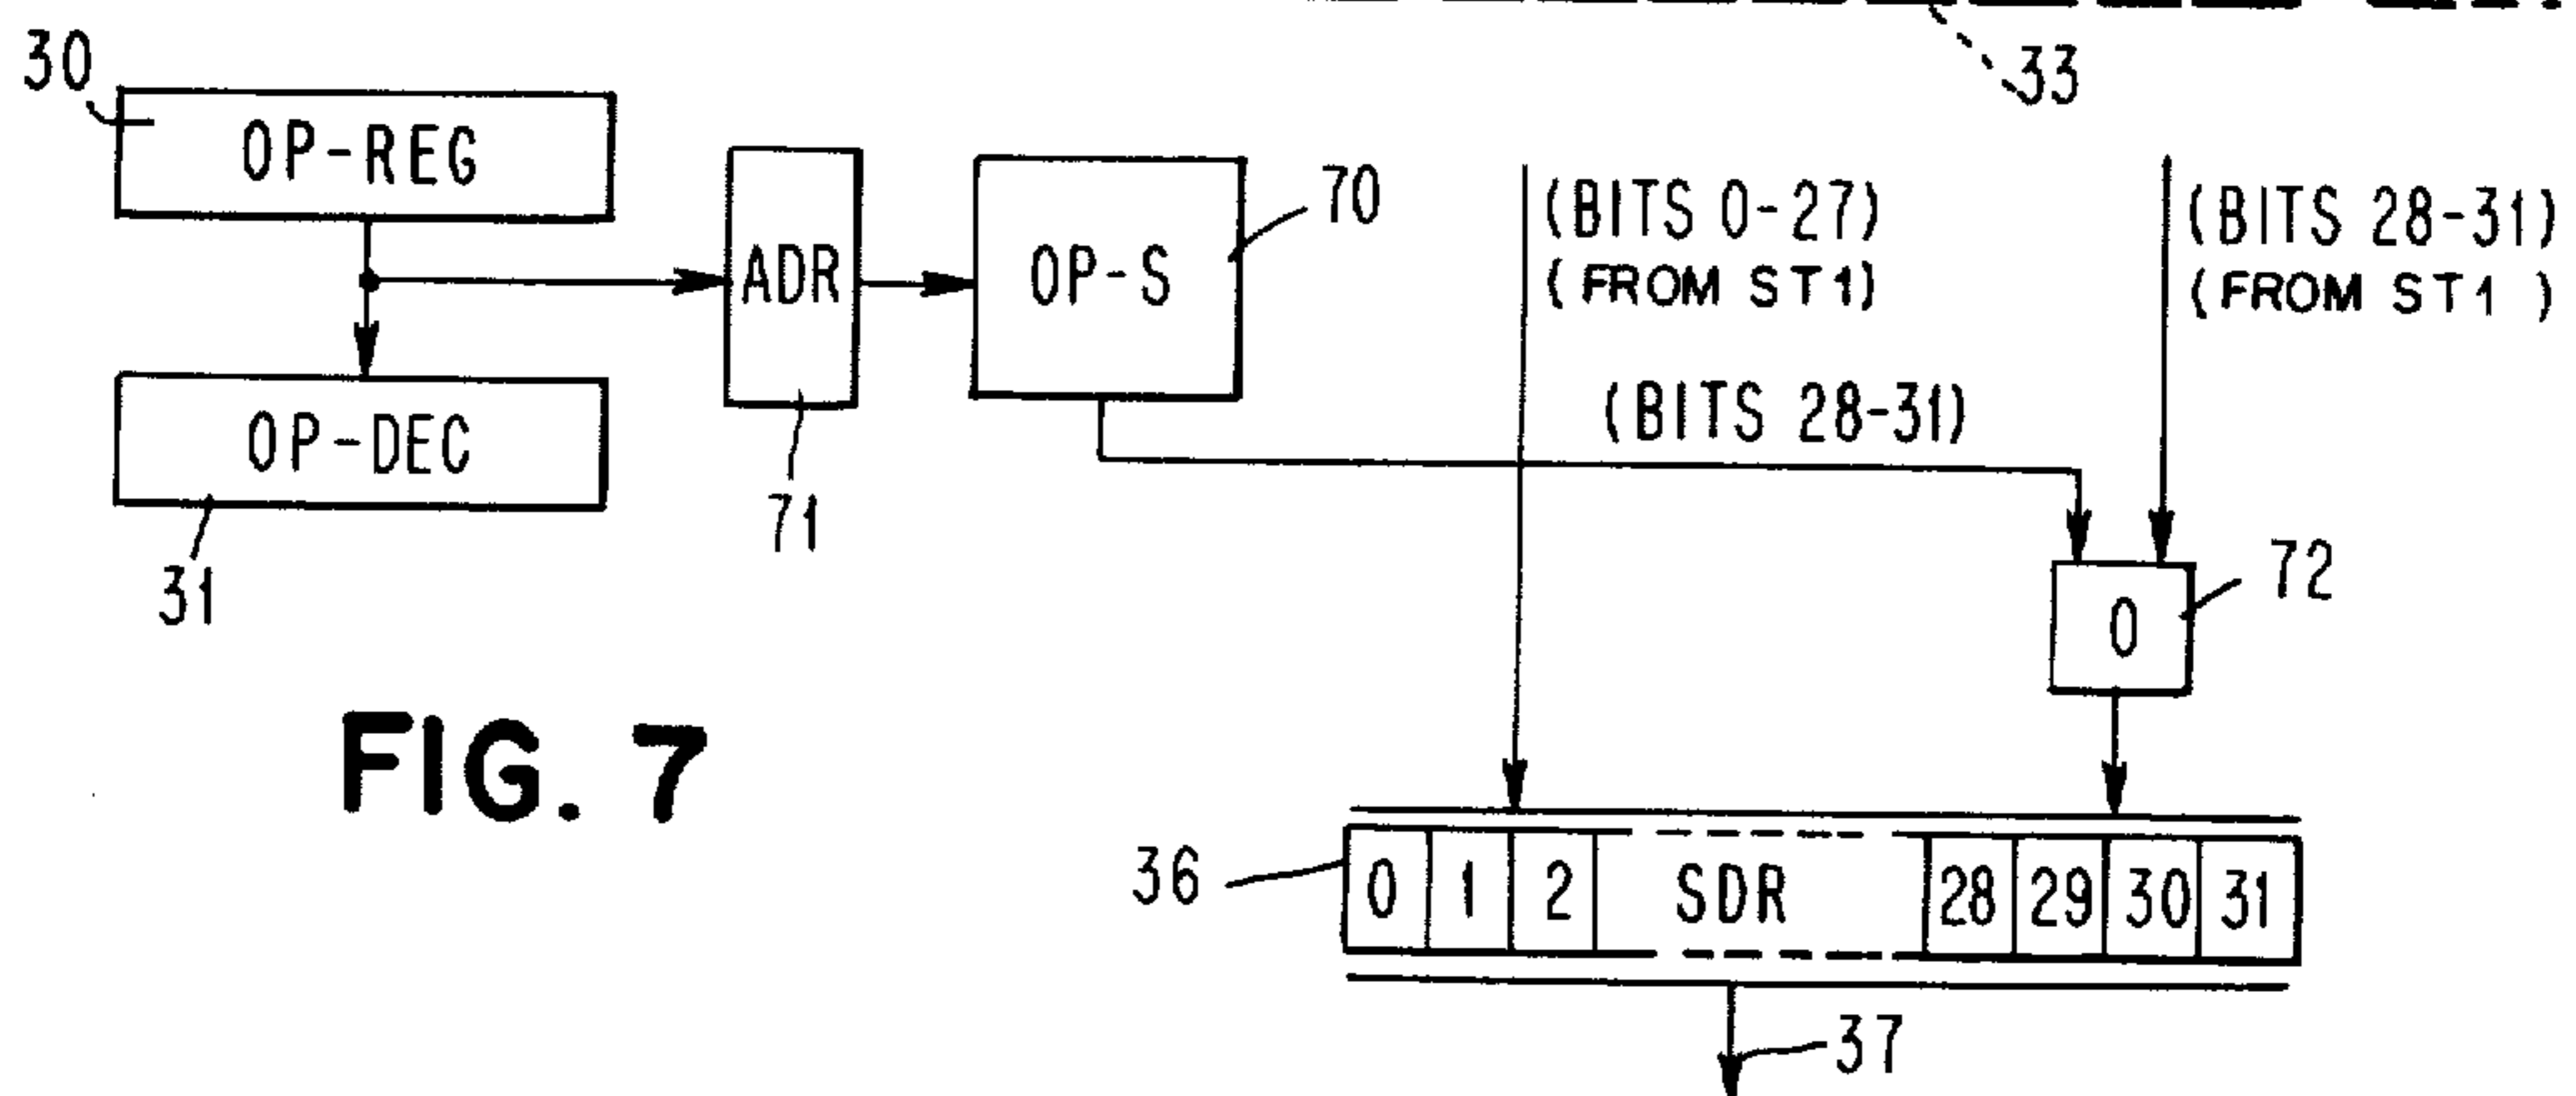 33
30
OP-REG
ADR
OP-S
70
(BITS 0-27)
(FROM ST1)
(BITS 28-31)
(FROM ST1 )
(BITS 28-31)
OP-DEC
71
31
0
72
FIG. 7
36
0 1 2 SDR 28 29 30 31
37